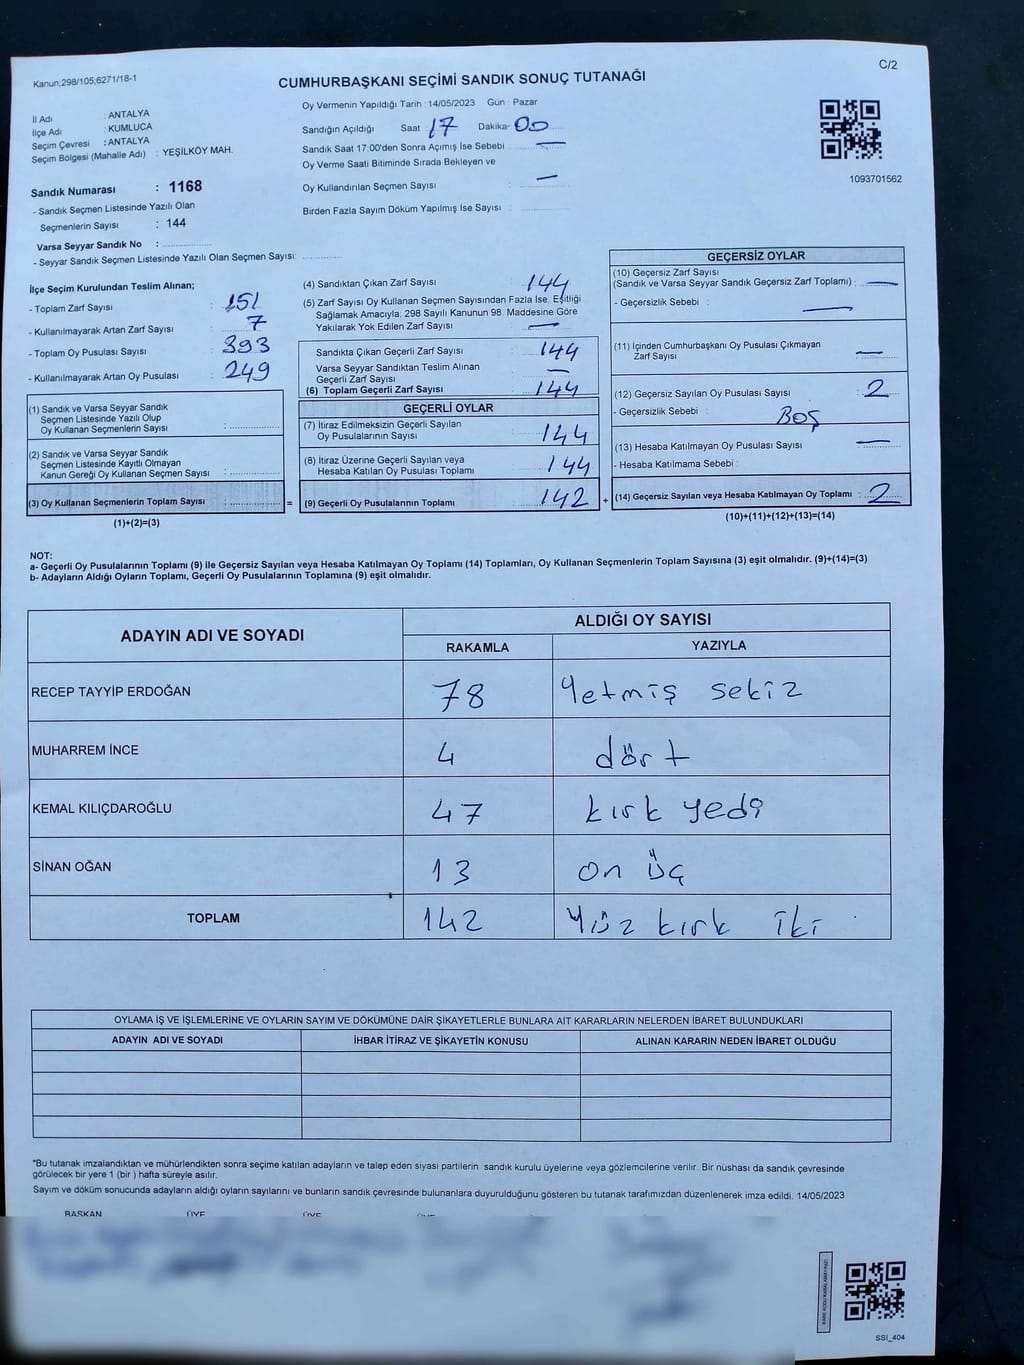 Kanun;298/105;6271/18-1
C/2
CUMHURBAŞKANI SEÇİMİ SANDIK SONUÇ TUTANAĞI
İl Adı : ANTALYA
İlçe Adı : KUMLUCA
Seçim Çevresi : ANTALYA
Seçim Bölgesi (Mahalle Adı) : YEŞİLKÖY MAH.
Sandık Numarası : 1168
- Sandık Seçmen Listesinde Yazılı Olan
Seçmenlerin Sayısı : 144
Varsa Seyyar Sandık No :
- Seyyar Sandık Seçmen Listesinde Yazılı Olan Seçmen Sayısı:
Oy Vermenin Yapıldığı Tarih : 14/05/2023 Gün : Pazar
Sandığın Açıldığı Saat 17 Dakika 00
Sandık Saat 17:00'den Sonra Açımış İse Sebebi : —
Oy Verme Saati Bitiminde Sırada Bekleyen ve
Oy Kullandırılan Seçmen Sayısı : —
Birden Fazla Sayım Döküm Yapılmış İse Sayısı :
1093701562
İlçe Seçim Kurulundan Teslim Alınan;
- Toplam Zarf Sayısı : 151
- Kullanılmayarak Artan Zarf Sayısı : 7
- Toplam Oy Pusulası Sayısı : 393
- Kullanılmayarak Artan Oy Pusulası : 249
(1) Sandık ve Varsa Seyyar Sandık
Seçmen Listesinde Yazılı Olup
Oy Kullanan Seçmenlerin Sayısı :
(2) Sandık ve Varsa Seyyar Sandık
Seçmen Listesinde Kayıtlı Olmayan
Kanun Gereği Oy Kullanan Seçmen Sayısı :
(3) Oy Kullanan Seçmenlerin Toplam Sayısı : =
(1)+(2)=(3)
(4) Sandıktan Çıkan Zarf Sayısı : 144
(5) Zarf Sayısı Oy Kullanan Seçmen Sayısından Fazla İse, Eşitliği
Sağlamak Amacıyla, 298 Sayılı Kanunun 98. Maddesine Göre
Yakılarak Yok Edilen Zarf Sayısı : —
Sandıkta Çıkan Geçerli Zarf Sayısı : 144
Varsa Seyyar Sandıktan Teslim Alınan
Geçerli Zarf Sayısı : —
(6) Toplam Geçerli Zarf Sayısı : 144
GEÇERLİ OYLAR
(7) İtiraz Edilmeksizin Geçerli Sayılan
Oy Pusulalarının Sayısı : 144
(8) İtiraz Üzerine Geçerli Sayılan veya
Hesaba Katılan Oy Pusulası Toplamı : 144
(9) Geçerli Oy Pusulalarının Toplamı : 142 +
GEÇERSİZ OYLAR
(10) Geçersiz Zarf Sayısı
(Sandık ve Varsa Seyyar Sandık Geçersiz Zarf Toplamı) : —
- Geçersizlik Sebebi : —
(11) İçinden Cumhurbaşkanı Oy Pusulası Çıkmayan
Zarf Sayısı : —
(12) Geçersiz Sayılan Oy Pusulası Sayısı : 2
- Geçersizlik Sebebi : Boş
(13) Hesaba Katılmayan Oy Pusulası Sayısı : —
- Hesaba Katılmama Sebebi :
(14) Geçersiz Sayılan veya Hesaba Katılmayan Oy Toplamı : 2
(10)+(11)+(12)+(13)=(14)
NOT:
a- Geçerli Oy Pusulalarının Toplamı (9) ile Geçersiz Sayılan veya Hesaba Katılmayan Oy Toplamı (14) Toplamları, Oy Kullanan Seçmenlerin Toplam Sayısına (3) eşit olmalıdır. (9)+(14)=(3)
b- Adayların Aldığı Oyların Toplamı, Geçerli Oy Pusulalarının Toplamına (9) eşit olmalıdır.
ADAYIN ADI VE SOYADI
ALDIĞI OY SAYISI
RAKAMLA YAZIYLA
RECEP TAYYİP ERDOĞAN 78 Yetmiş sekiz
MUHARREM İNCE 4 dört
KEMAL KILIÇDAROĞLU 47 kırk yedi
SİNAN OĞAN 13 on üç
TOPLAM 142 Yüz kırk iki
OYLAMA İŞ VE İŞLEMLERİNE VE OYLARIN SAYIM VE DÖKÜMÜNE DAİR ŞİKAYETLERLE BUNLARA AİT KARARLARIN NELERDEN İBARET BULUNDUKLARI
ADAYIN ADI VE SOYADI İHBAR İTİRAZ VE ŞİKAYETİN KONUSU ALINAN KARARIN NEDEN İBARET OLDUĞU
*Bu tutanak imzalandıktan ve mühürlendikten sonra seçime katılan adayların ve talep eden siyasi partilerin sandık kurulu üyelerine veya gözlemcilerine verilir. Bir nüshası da sandık çevresinde
görülecek bir yere 1 (bir ) hafta süreyle asılır.
Sayım ve döküm sonucunda adayların aldığı oyların sayılarını ve bunların sandık çevresinde bulunanlara duyurulduğunu gösteren bu tutanak tarafımızdan düzenlenerek imza edildi. 14/05/2023
BAŞKAN ÜYE ÜYE ÜYE
SSI_404